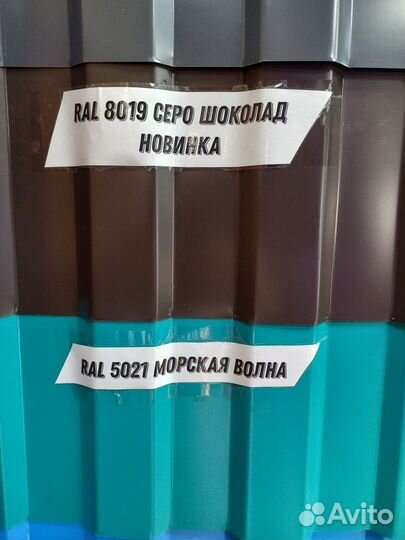 RAL 8019 СЕРО ШОКОЛАД
НОВИНКА
RAL 5021 МОРСКАЯ ВОЛНА
Avito